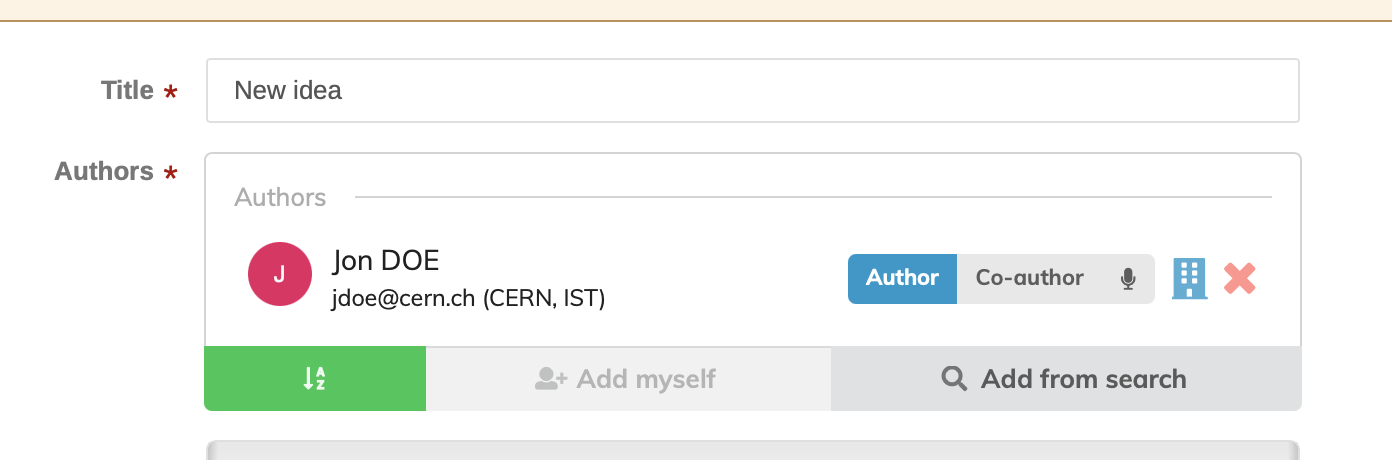 Title *
New idea
Authors *
Authors
J
Jon DOE
jdoe@cern.ch (CERN, IST)
Author
Co-author
A
Z
Add myself
Add from search